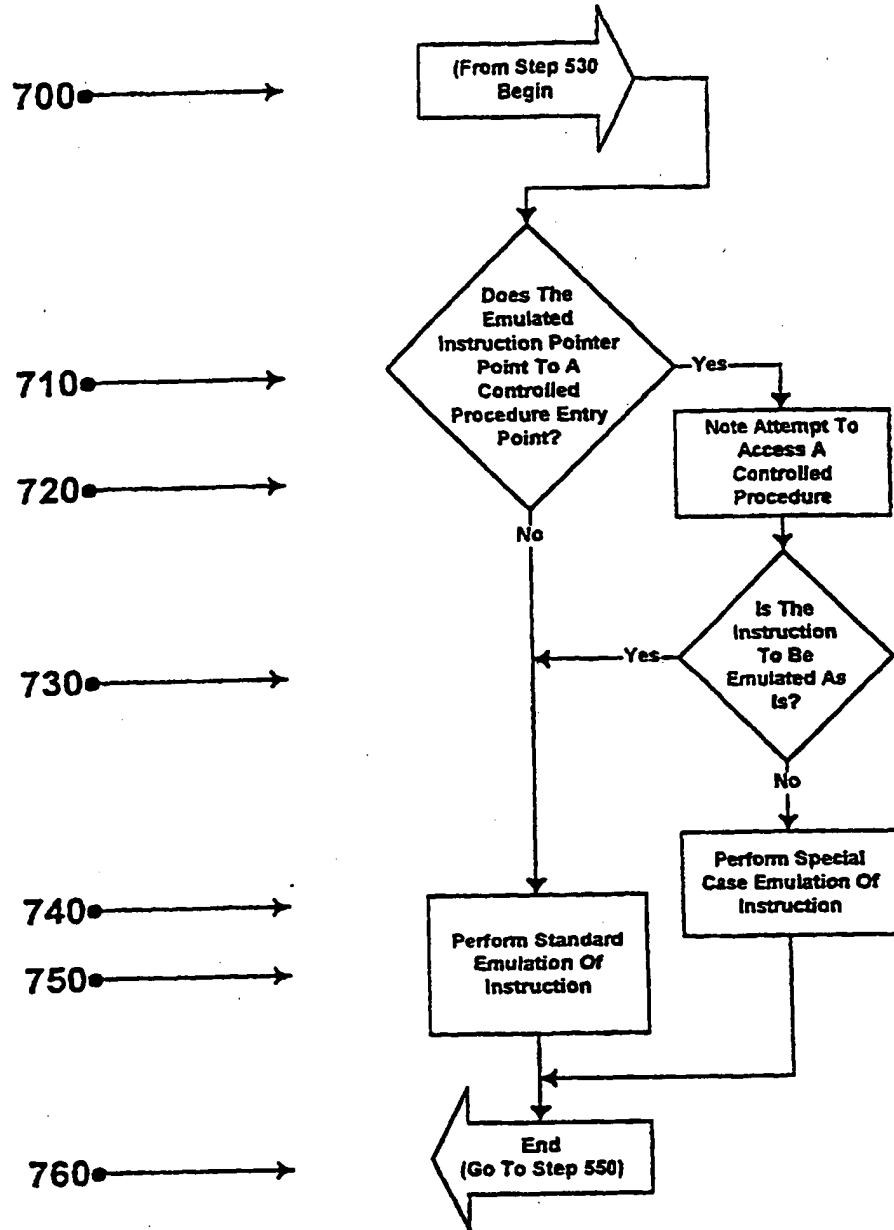 700
(From Step 530
Begin
Does The
Emulated
Instruction Pointer
Point To A
Controlled
Procedure Entry
Point?
710
Yes
Note Attempt To
Access A
Controlled
Procedure
720
No
Is The
Instruction
To Be
Emulated As
Is?
Yes
730
No
Perform Special
Case Emulation Of
Instruction
740
Perform Standard
Emulation Of
Instruction
750
End
(Go To Step 550)
760